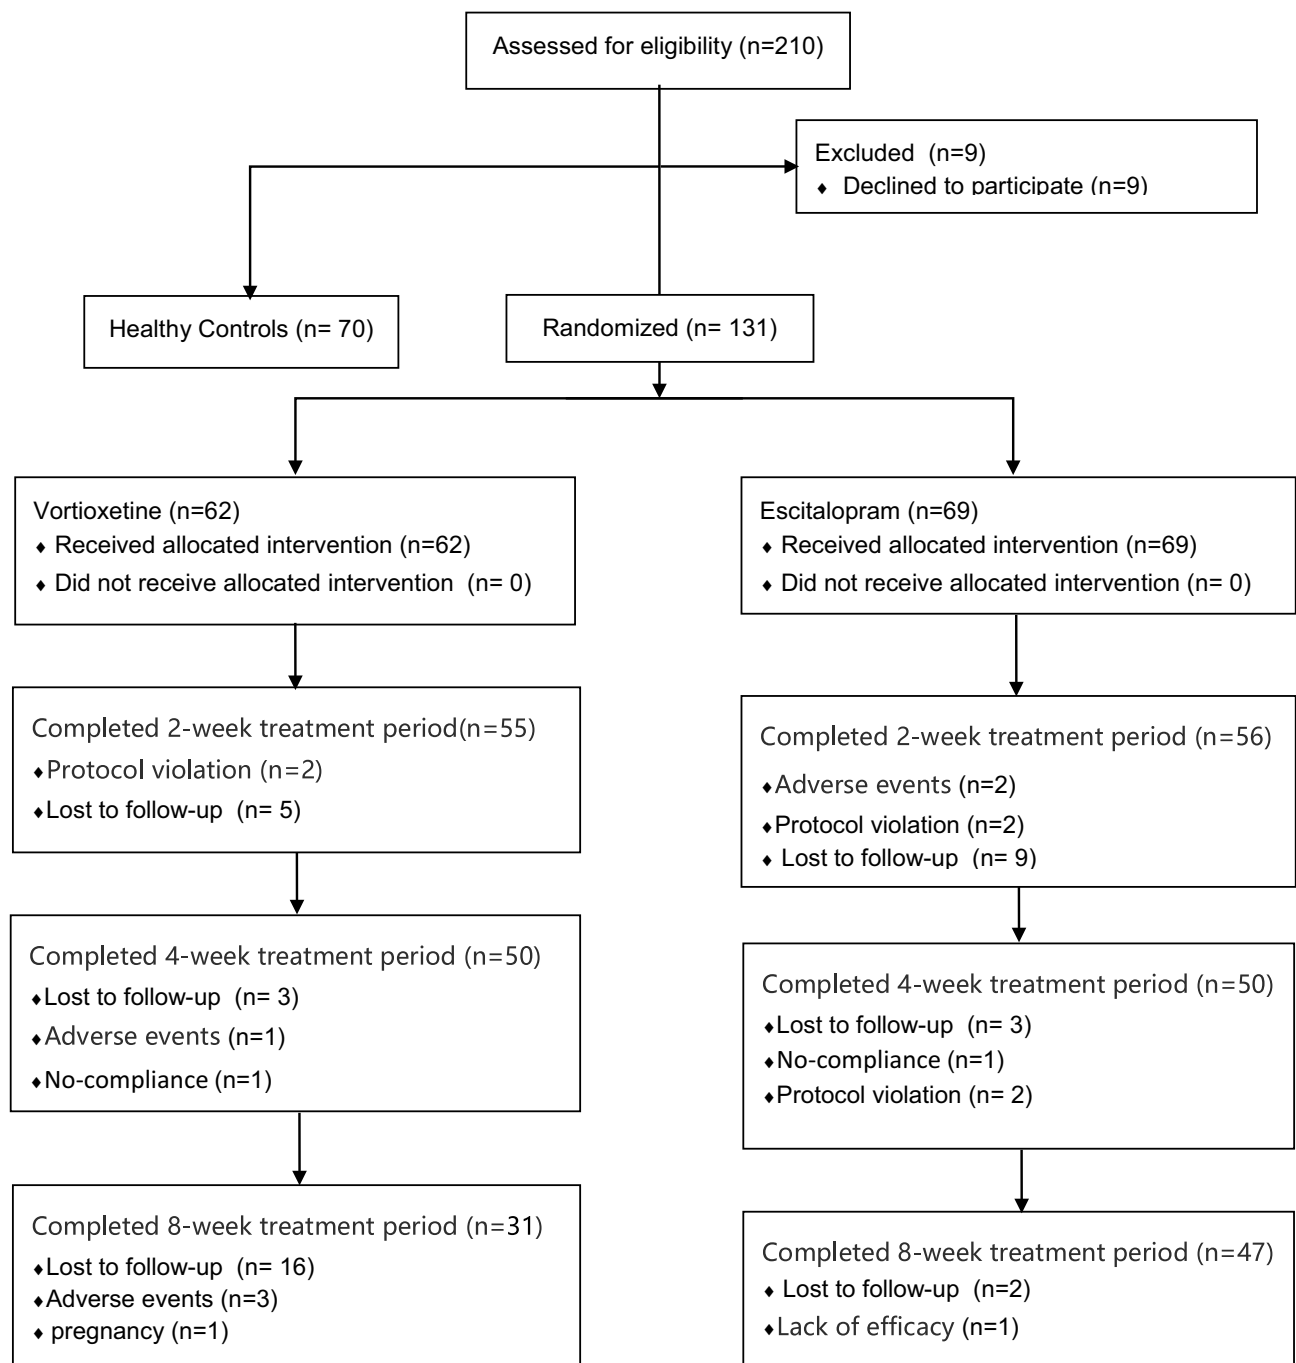 Assessed for eligibility (n=210)
Excluded (n=9)
♦ Declined to participate (n=9)
Healthy Controls (n= 70)
Randomized (n= 131)
Vortioxetine (n=62)
♦ Received allocated intervention (n=62)
♦ Did not receive allocated intervention (n= 0)
Escitalopram (n=69)
♦ Received allocated intervention (n=69)
♦ Did not receive allocated intervention (n= 0)
Completed 2-week treatment period(n=55)
♦Protocol violation (n=2)
♦Lost to follow-up (n= 5)
Completed 2-week treatment period (n=56)
♦Adverse events (n=2)
♦Protocol violation (n=2)
♦ Lost to follow-up (n= 9)
Completed 4-week treatment period (n=50)
♦Lost to follow-up (n= 3)
♦Adverse events (n=1)
♦No-compliance (n=1)
Completed 4-week treatment period (n=50)
♦Lost to follow-up (n= 3)
♦No-compliance (n=1)
♦Protocol violation (n= 2)
Completed 8-week treatment period (n=31)
♦Lost to follow-up (n= 16)
♦Adverse events (n=3)
♦ pregnancy (n=1)
Completed 8-week treatment period (n=47)
♦ Lost to follow-up (n=2)
♦Lack of efficacy (n=1)